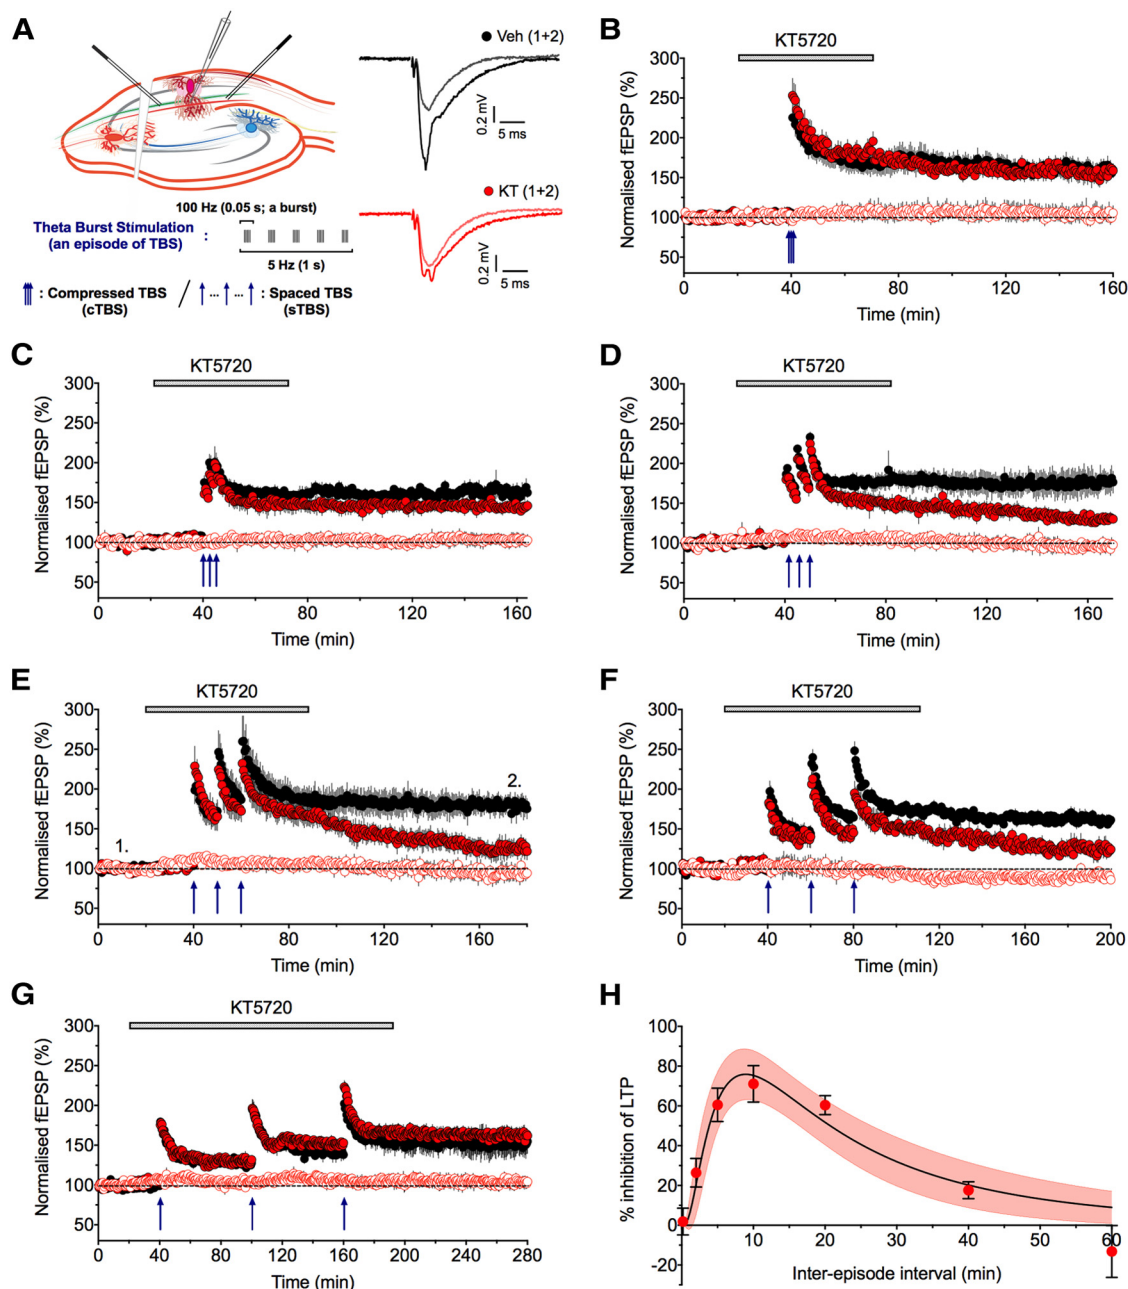 A
Veh (1+2)
0.2 mV
5 ms
KT (1+2)
0.2 mV
5 ms
100 Hz (0.05 s; a burst)
Theta Burst Stimulation
(an episode of TBS)
:
5 Hz (1 s)
: Compressed TBS
(cTBS)
/
... ...
: Spaced TBS
(sTBS)
B
KT5720
Normalised fEPSP (%)
300
250
200
150
100
50
0 40 80 120 160
Time (min)
C
KT5720
Normalised fEPSP (%)
300
250
200
150
100
50
0 40 80 120 160
Time (min)
D
KT5720
Normalised fEPSP (%)
300
250
200
150
100
50
0 40 80 120 160
Time (min)
E
KT5720
Normalised fEPSP (%)
300
250
200
150
100
50
1.
2.
0 40 80 120 160
Time (min)
F
KT5720
Normalised fEPSP (%)
300
250
200
150
100
50
0 40 80 120 160 200
Time (min)
G
KT5720
Normalised fEPSP (%)
300
250
200
150
100
50
0 40 80 120 160 200 240 280
Time (min)
H
% inhibition of LTP
100
80
60
40
20
0
-20
10 20 30 40 50 60
Inter-episode interval (min)